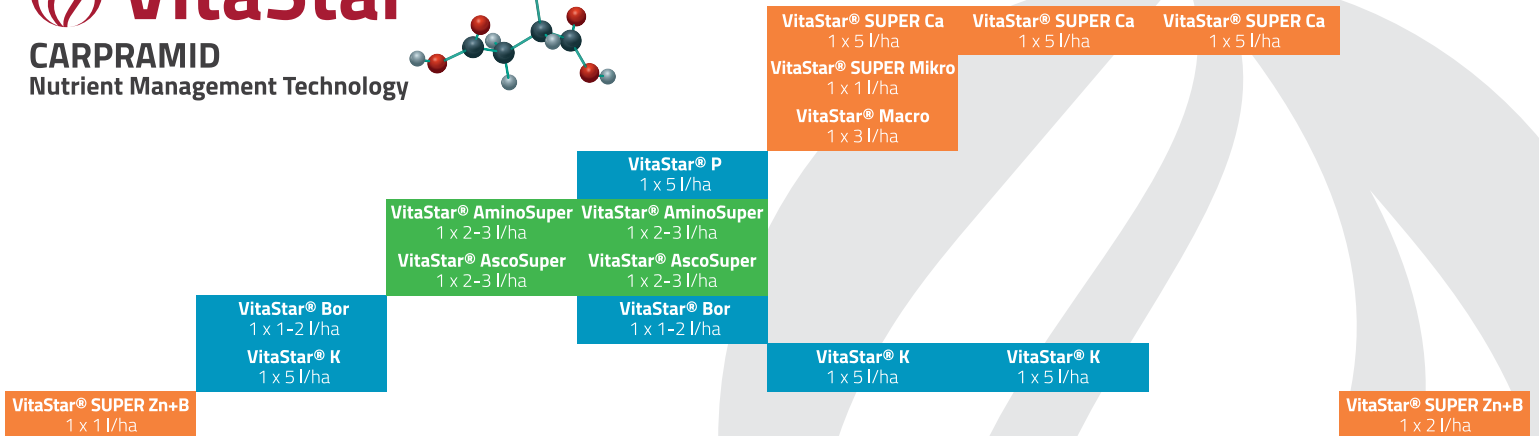 VitaStar
CARPRAMID
Nutrient Management Technology
VitaStar® SUPER Ca VitaStar® SUPER Ca VitaStar® SUPER Ca
1 x 5 l/ha 1 x 5 l/ha 1 x 5 l/ha
VitaStar® SUPER Mikro
1 x 1 l/ha
VitaStar® Macro
1 x 3 l/ha
VitaStar® P
1 x 5 l/ha
VitaStar® AminoSuper VitaStar® AminoSuper
1 x 2-3 l/ha 1 x 2-3 l/ha
VitaStar® AscoSuper VitaStar® AscoSuper
1 x 2-3 l/ha 1 x 2-3 l/ha
VitaStar® Bor VitaStar® Bor
1 x 1-2 l/ha 1 x 1-2 l/ha
VitaStar® K VitaStar® K VitaStar® K
1 x 5 l/ha 1 x 5 l/ha 1 x 5 l/ha
VitaStar® SUPER Zn+B VitaStar® SUPER Zn+B
1 x 1 l/ha 1 x 2 l/ha